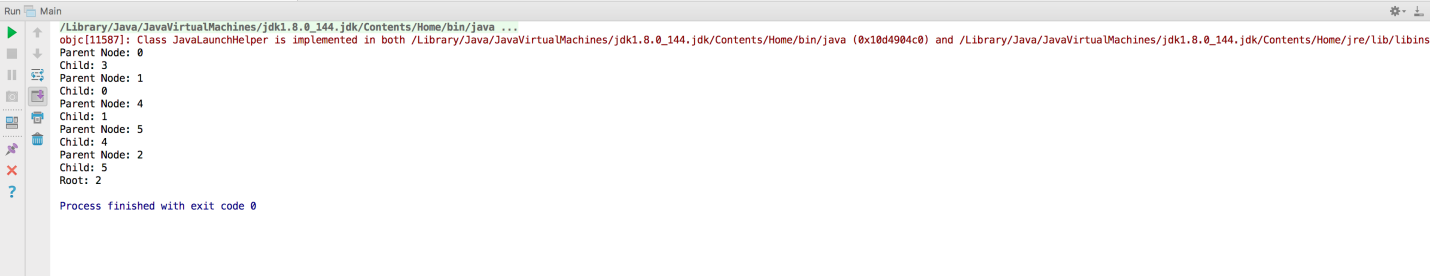 Run Main
/Library/Java/JavaVirtualMachines/jdk1.8.0_144.jdk/Contents/Home/bin/java ...
objc[11587]: Class JavaLaunchHelper is implemented in both /Library/Java/JavaVirtualMachines/jdk1.8.0_144.jdk/Contents/Home/bin/java (0x10d4904c0) and /Library/Java/JavaVirtualMachines/jdk1.8.0_144.jdk/Contents/Home/jre/lib/libins
Parent Node: 0
Child: 3
Parent Node: 1
Child: 0
Parent Node: 4
Child: 1
Parent Node: 5
Child: 4
Parent Node: 2
Child: 5
Root: 2
Process finished with exit code 0